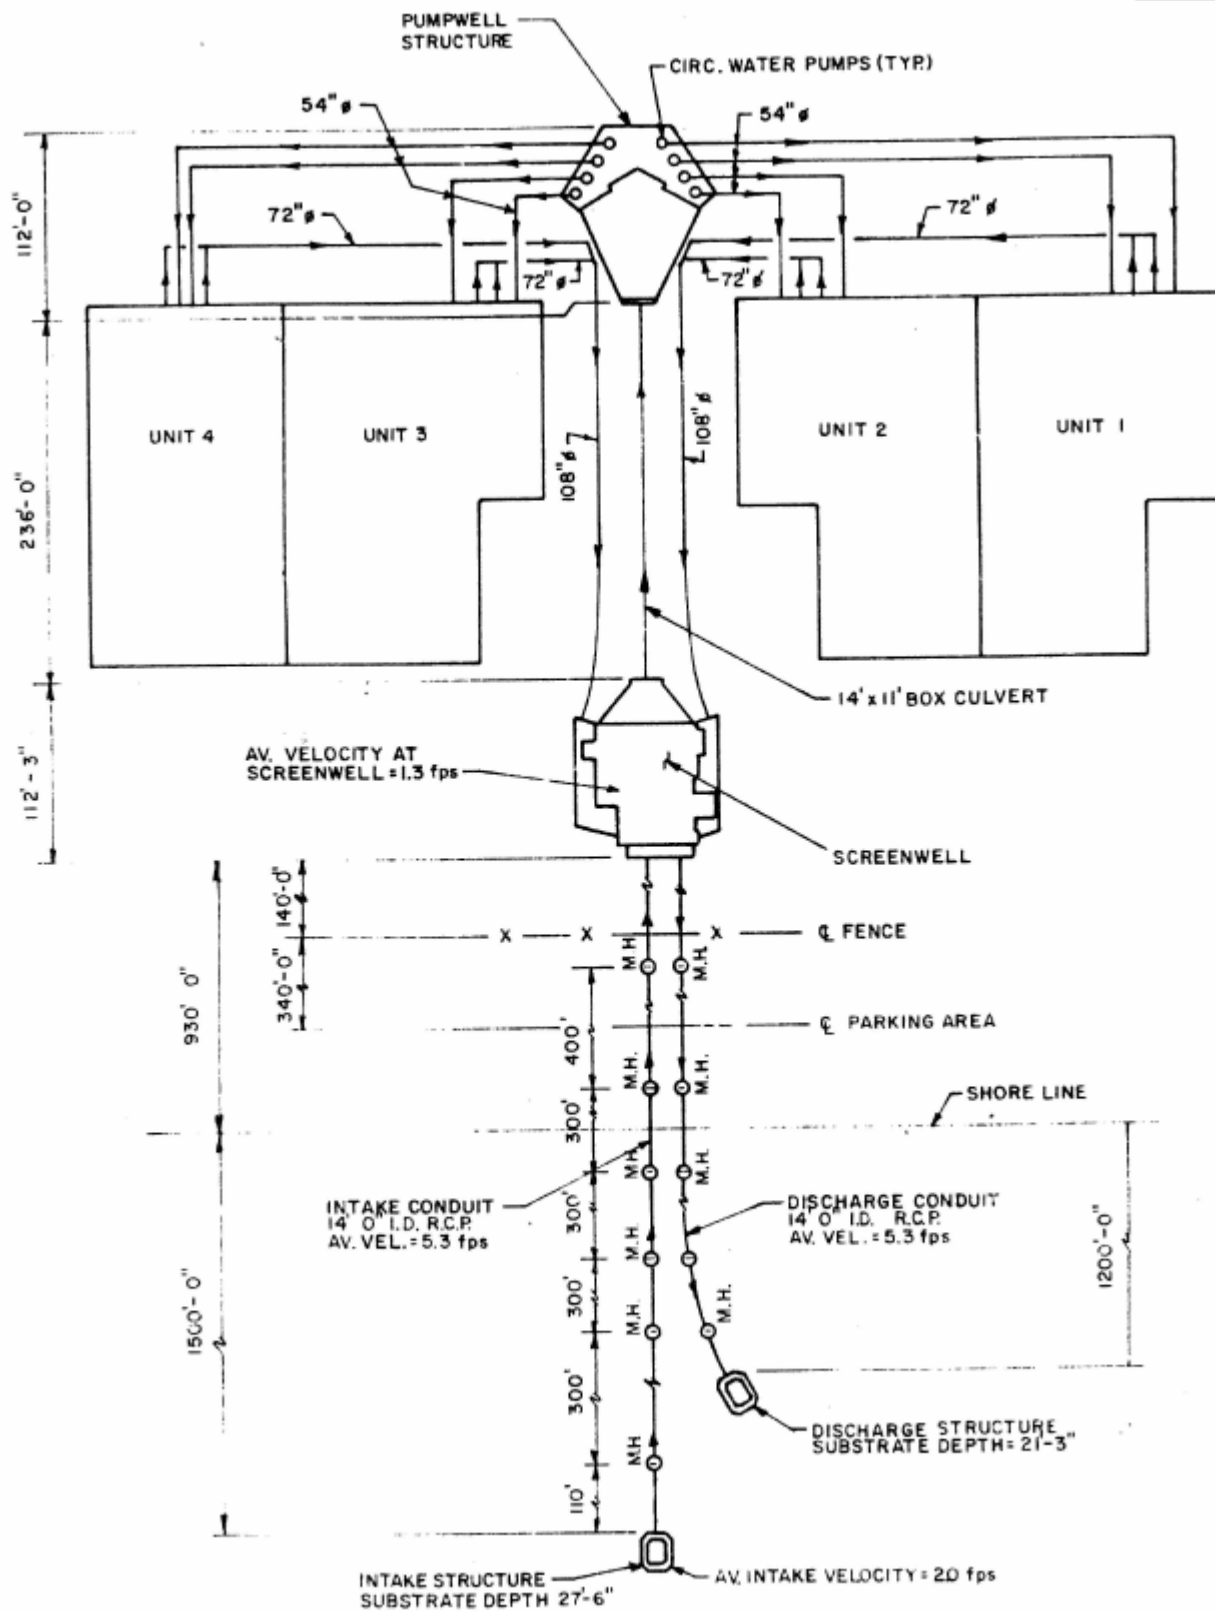 PUMPWELL
STRUCTURE
CIRC. WATER PUMPS (TYP.)
54" ø
54" ø
72" ø
72" ø
72" ø
72" ø
112'-0"
UNIT 4
UNIT 3
UNIT 2
UNIT 1
108" ø
108" ø
236'-0"
14' x 11' BOX CULVERT
AV. VELOCITY AT
SCREENWELL = 1.3 fps
112'-3"
SCREENWELL
140'-0"
X X X
℄ FENCE
M.H.
M.H.
340'-0"
930' 0"
℄ PARKING AREA
400'
M.H.
M.H.
SHORE LINE
300'
M.H.
M.H.
INTAKE CONDUIT
14' 0" I.D. R.C.P.
AV. VEL. = 5.3 fps
DISCHARGE CONDUIT
14' 0" I.D. R.C.P.
AV. VEL. = 5.3 fps
300'
M.H.
1200'-0"
1500'-0"
300'
M.H.
M.H.
300'
DISCHARGE STRUCTURE
SUBSTRATE DEPTH = 21'-3"
M.H
110'
INTAKE STRUCTURE
SUBSTRATE DEPTH 27'-6"
AV. INTAKE VELOCITY = 2.0 fps